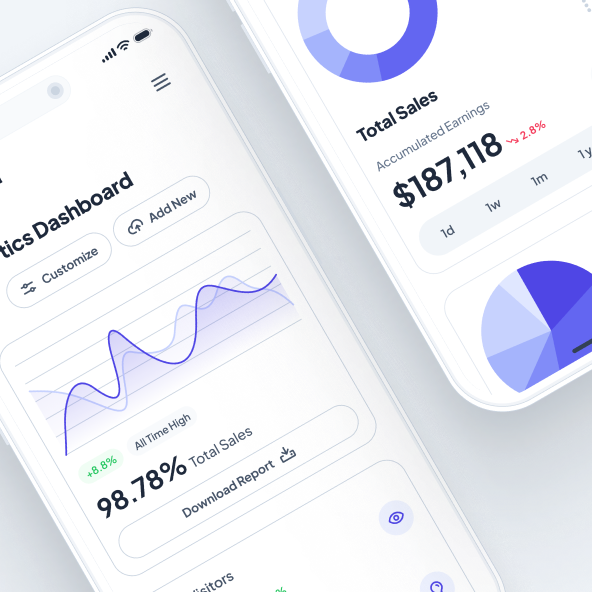 tics Dashboard
Customize
Add New
+8.8%
All Time High
98.78% Total Sales
Download Report
Total Sales
Accumulated Earnings
$187,118
2.8%
1d
1w
1m
1y